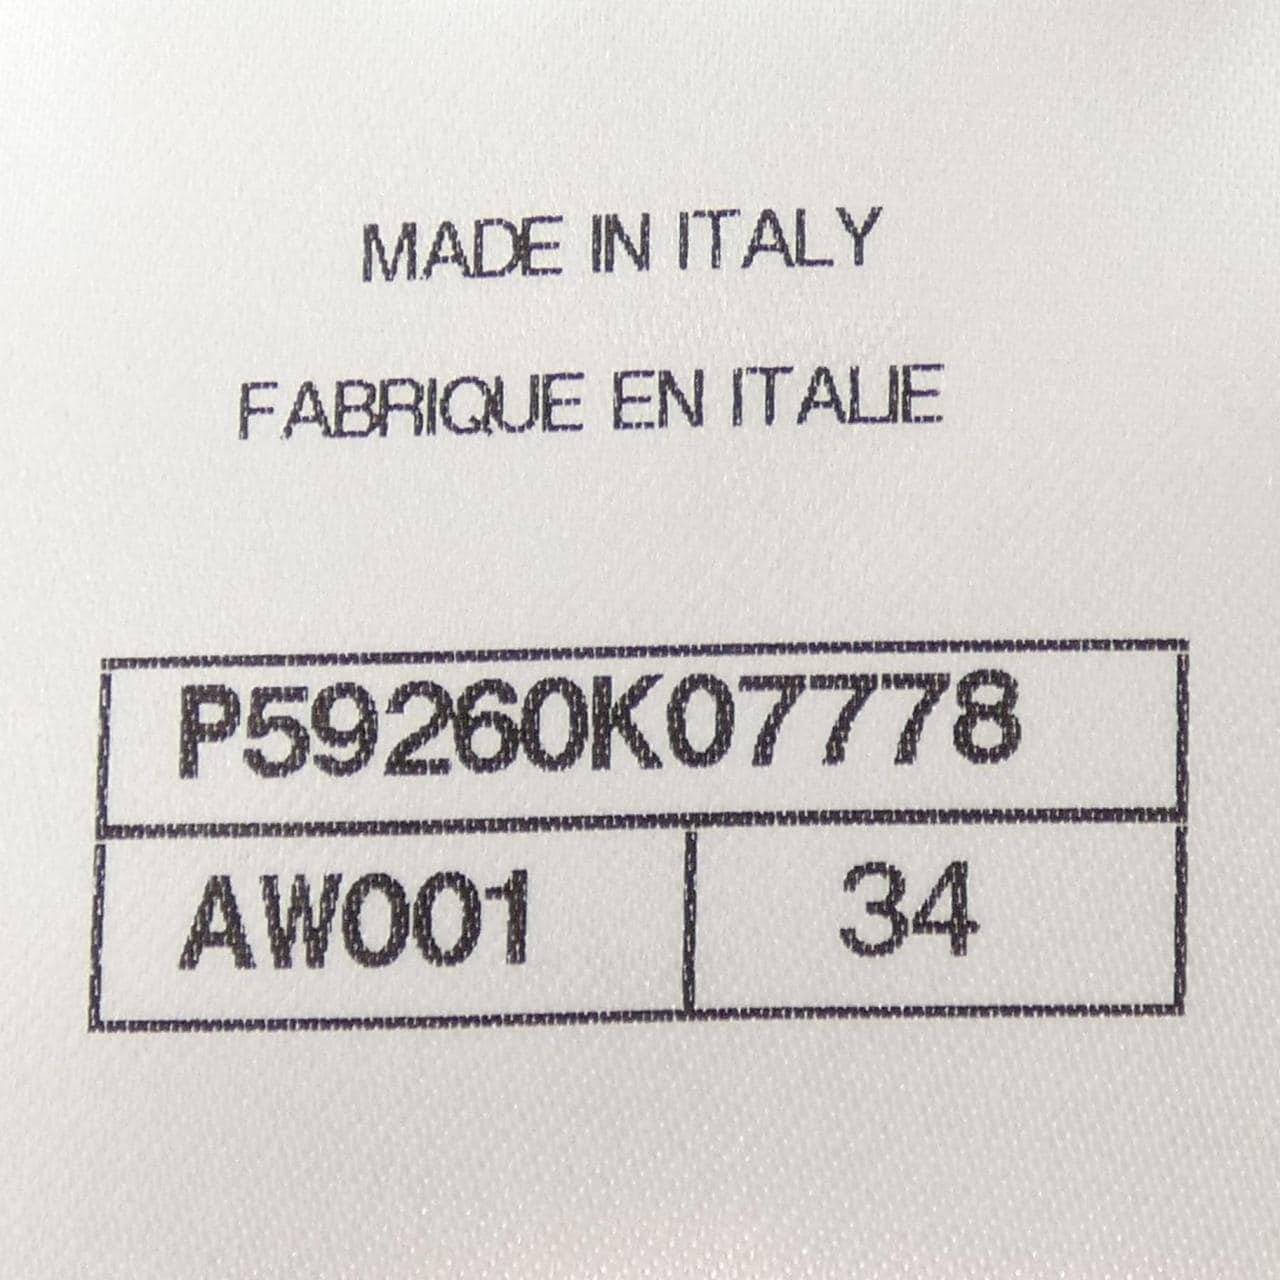 MADE IN ITALY
FABRIQUE EN ITALIE
P59260K07778
AW001 34